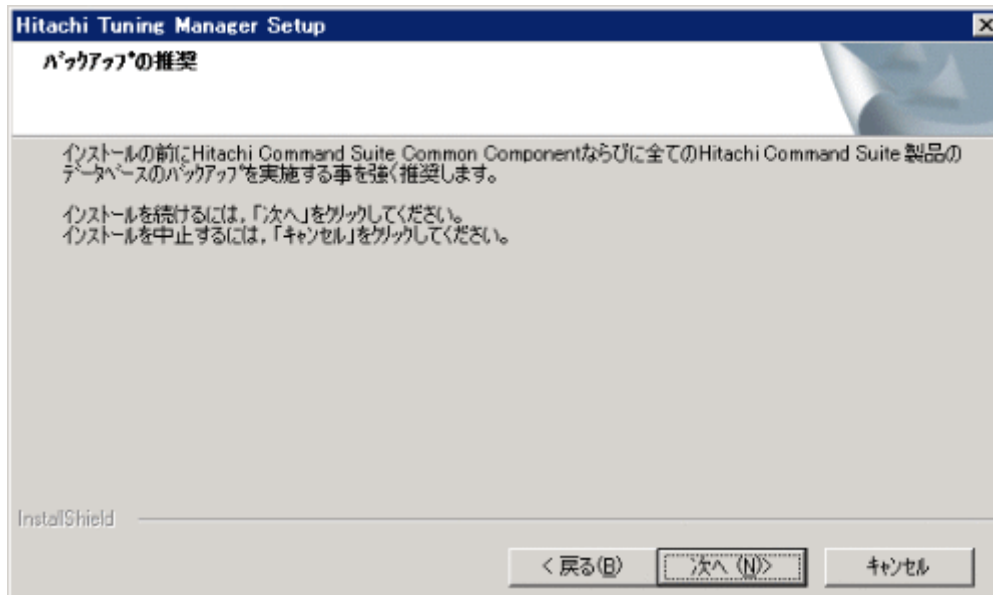 Hitachi Tuning Manager Setup
バックアップの推奨
インストールの前にHitachi Command Suite Common Componentならびに全てのHitachi Command Suite 製品の
データベースのバックアップを実施する事を強く推奨します。
インストールを続けるには，「次へ」をクリックしてください。
インストールを中止するには，「キャンセル」をクリックしてください。
InstallShield
< 戻る(B)
次へ (N)>
キャンセル